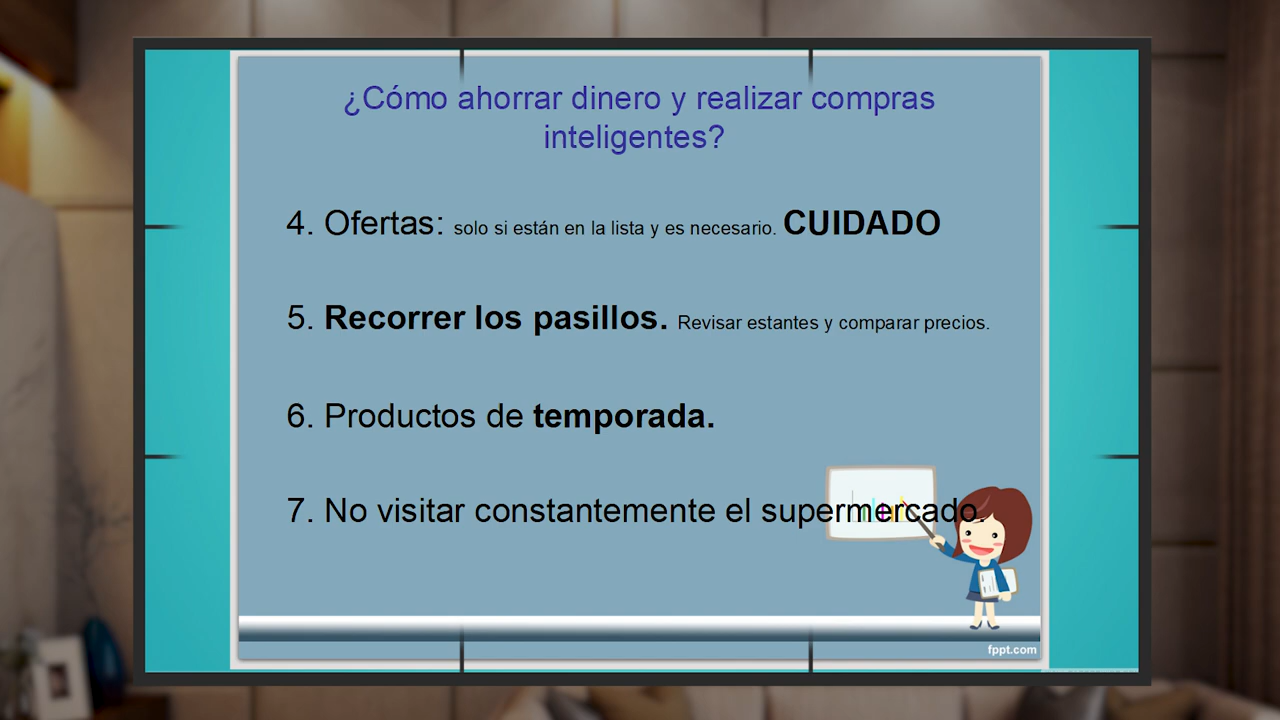 ¿Cómo ahorrar dinero y realizar compras
inteligentes?
4. Ofertas: solo si están en la lista y es necesario. CUIDADO
5. Recorrer los pasillos. Revisar estantes y comparar precios.
6. Productos de temporada.
7. No visitar constantemente el supermercado.
fppt.com